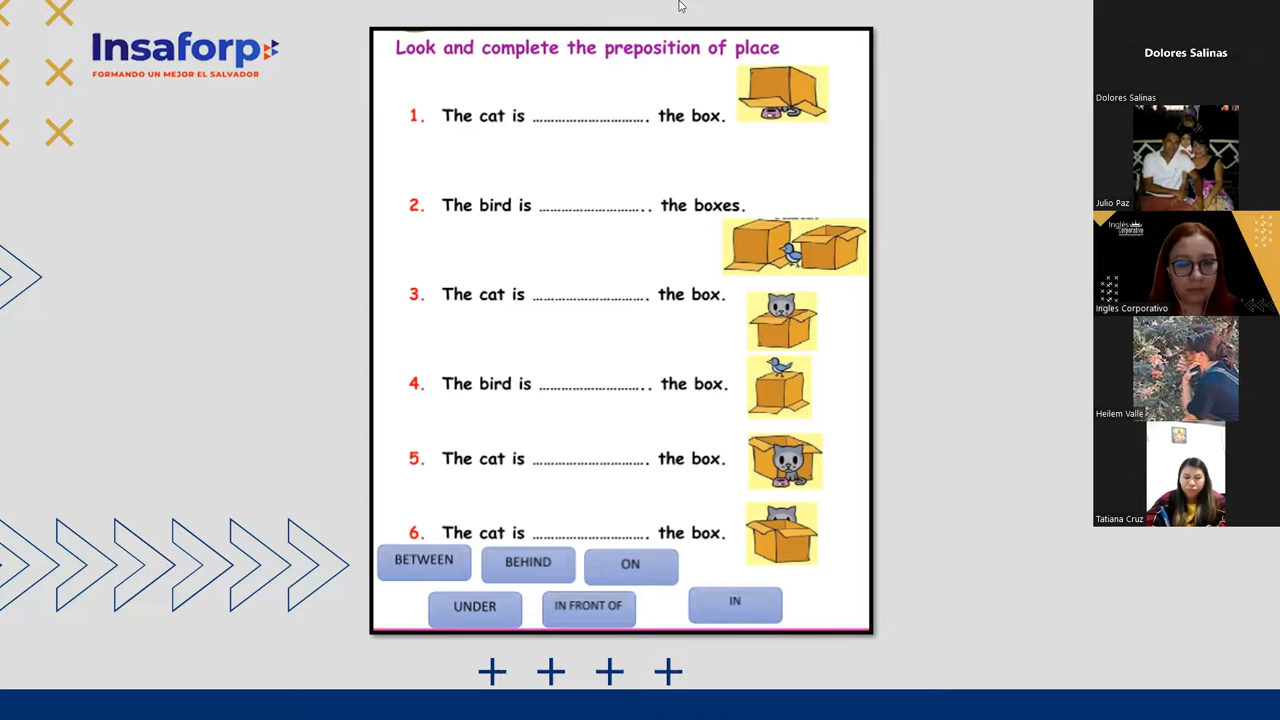 Insaforp
FORMANDO UN MEJOR EL SALVADOR
Look and complete the preposition of place
1. The cat is ............................... the box.
2. The bird is ............................. the boxes.
3. The cat is ............................... the box.
4. The bird is ............................. the box.
5. The cat is ............................... the box.
6. The cat is ............................... the box.
BETWEEN
BEHIND
ON
UNDER
IN FRONT OF
IN
Dolores Salinas
Dolores Salinas
Julio Paz
Inglés
Corporativo
Ingles Corporativo
Heilem Valle
Tatiana Cruz